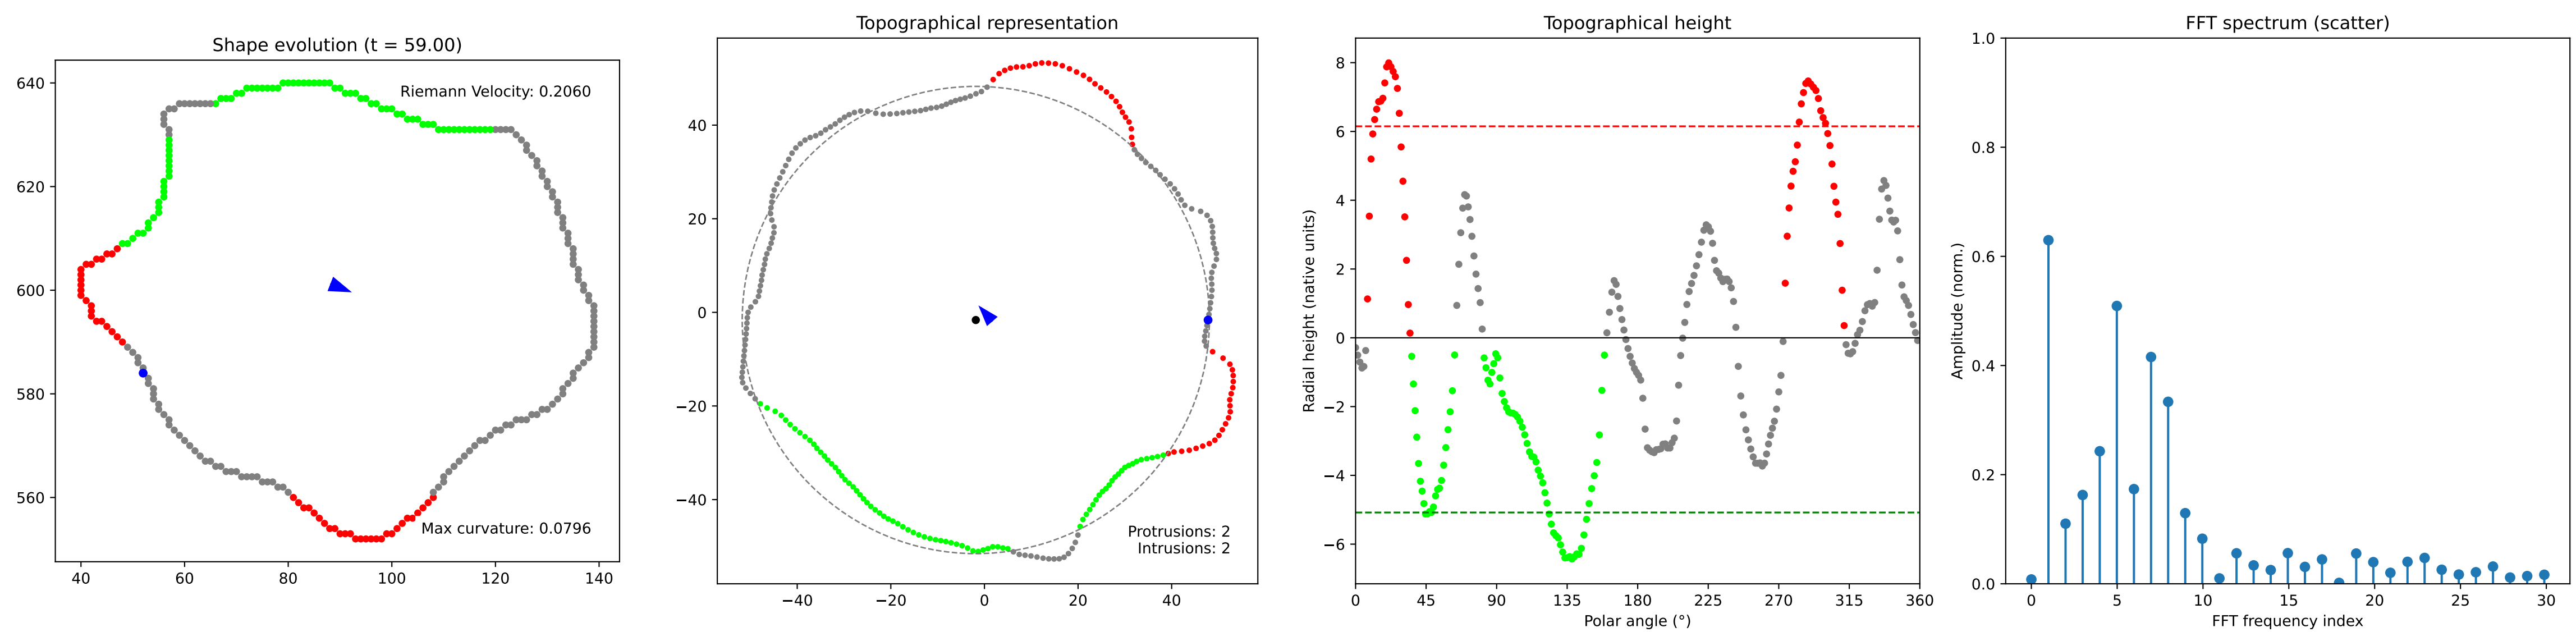 Shape evolution (t = 59.00)
640
620
600
580
560
40 60 80 100 120 140
Riemann Velocity: 0.2060
Max curvature: 0.0796
Topographical representation
40
20
0
−20
−40
−40 −20 0 20 40
Protrusions: 2
Intrusions: 2
Topographical height
Radial height (native units)
8
6
4
2
0
−2
−4
−6
0 45 90 135 180 225 270 315 360
Polar angle (°)
FFT spectrum (scatter)
Amplitude (norm.)
1.0
0.8
0.6
0.4
0.2
0.0
0 5 10 15 20 25 30
FFT frequency index